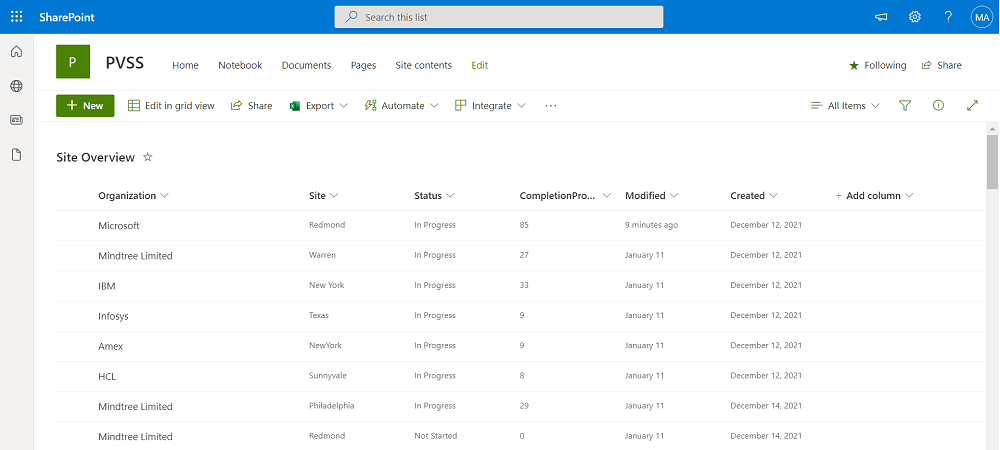 SharePoint
Search this list
MA
P
PVSS
Home Notebook Documents Pages Site contents Edit
Following Share
New Edit in grid view Share Export Automate Integrate ... All Items
Site Overview
Organization Site Status CompletionPro... Modified Created + Add column
Microsoft Redmond In Progress 85 9 minutes ago December 12, 2021
Mindtree Limited Warren In Progress 27 January 11 December 12, 2021
IBM New York In Progress 33 January 11 December 12, 2021
Infosys Texas In Progress 9 January 11 December 12, 2021
Amex NewYork In Progress 9 January 11 December 12, 2021
HCL Sunnyvale In Progress 8 January 11 December 12, 2021
Mindtree Limited Philadelphia In Progress 29 January 11 December 14, 2021
Mindtree Limited Redmond Not Started 0 January 11 December 14, 2021